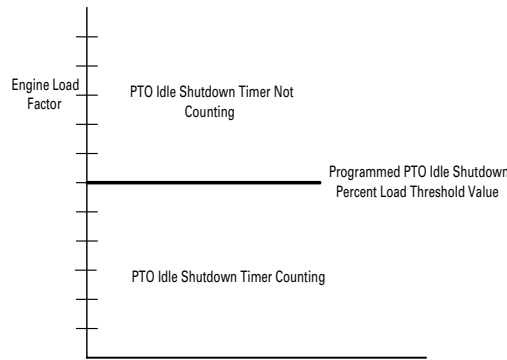 Engine Load
Factor
PTO Idle Shutdown Timer Not
Counting
Programmed PTO Idle Shutdown
Percent Load Threshold Value
PTO Idle Shutdown Timer Counting